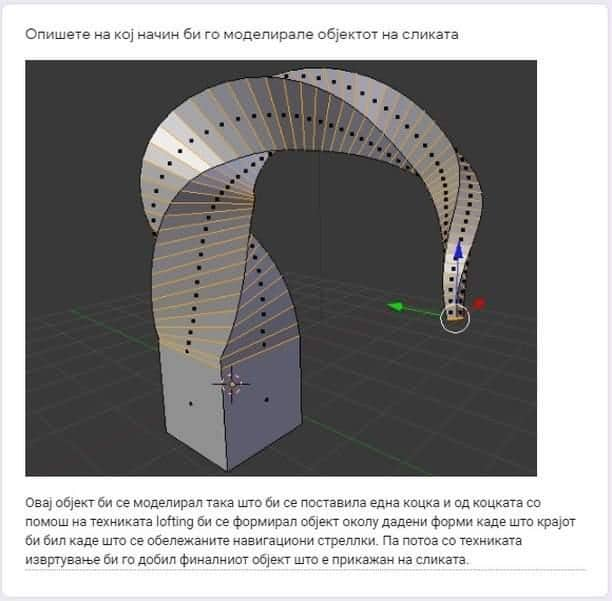 Опишете на кој начин би го моделирале објектот на сликата
Овај објект би се моделирал така што би се поставила една коцка и од коцката со
помош на техниката lofting би се формирал објект околу дадени форми каде што крајот
би бил каде што се обележаните навигациони стреллки. Па потоа со техниката
извртување би го добил финалниот објект што е прикажан на сликата.